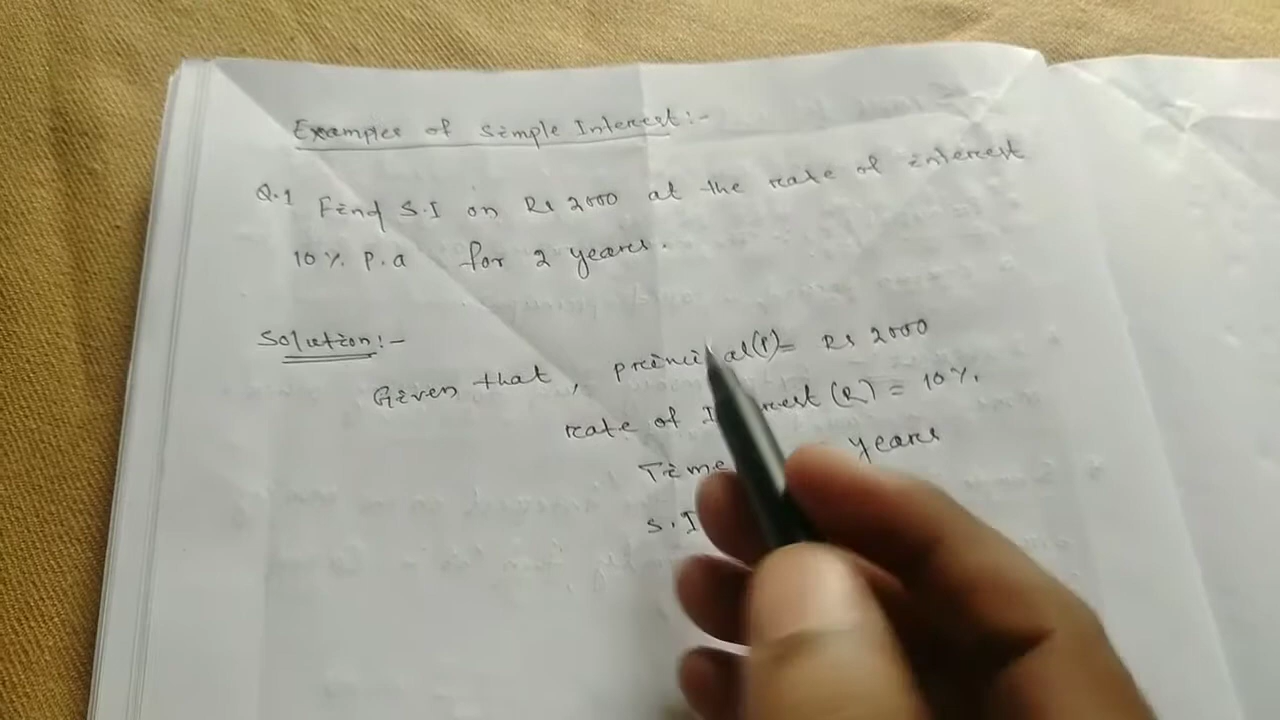 Examples of Simple Interest:-
Q.1 Find S.I on Rs 2000 at the rate of interest
10% P.a for 2 years.
Solution:-
Given that, principal(P)= Rs 2000
rate of Interest (R) = 10%.
Time years
S.I